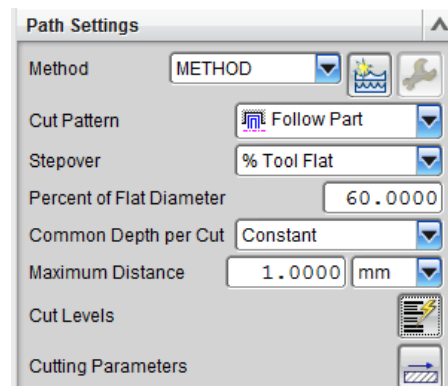 Path Settings
Method METHOD
Cut Pattern Follow Part
Stepover % Tool Flat
Percent of Flat Diameter 60.0000
Common Depth per Cut Constant
Maximum Distance 1.0000 mm
Cut Levels
Cutting Parameters